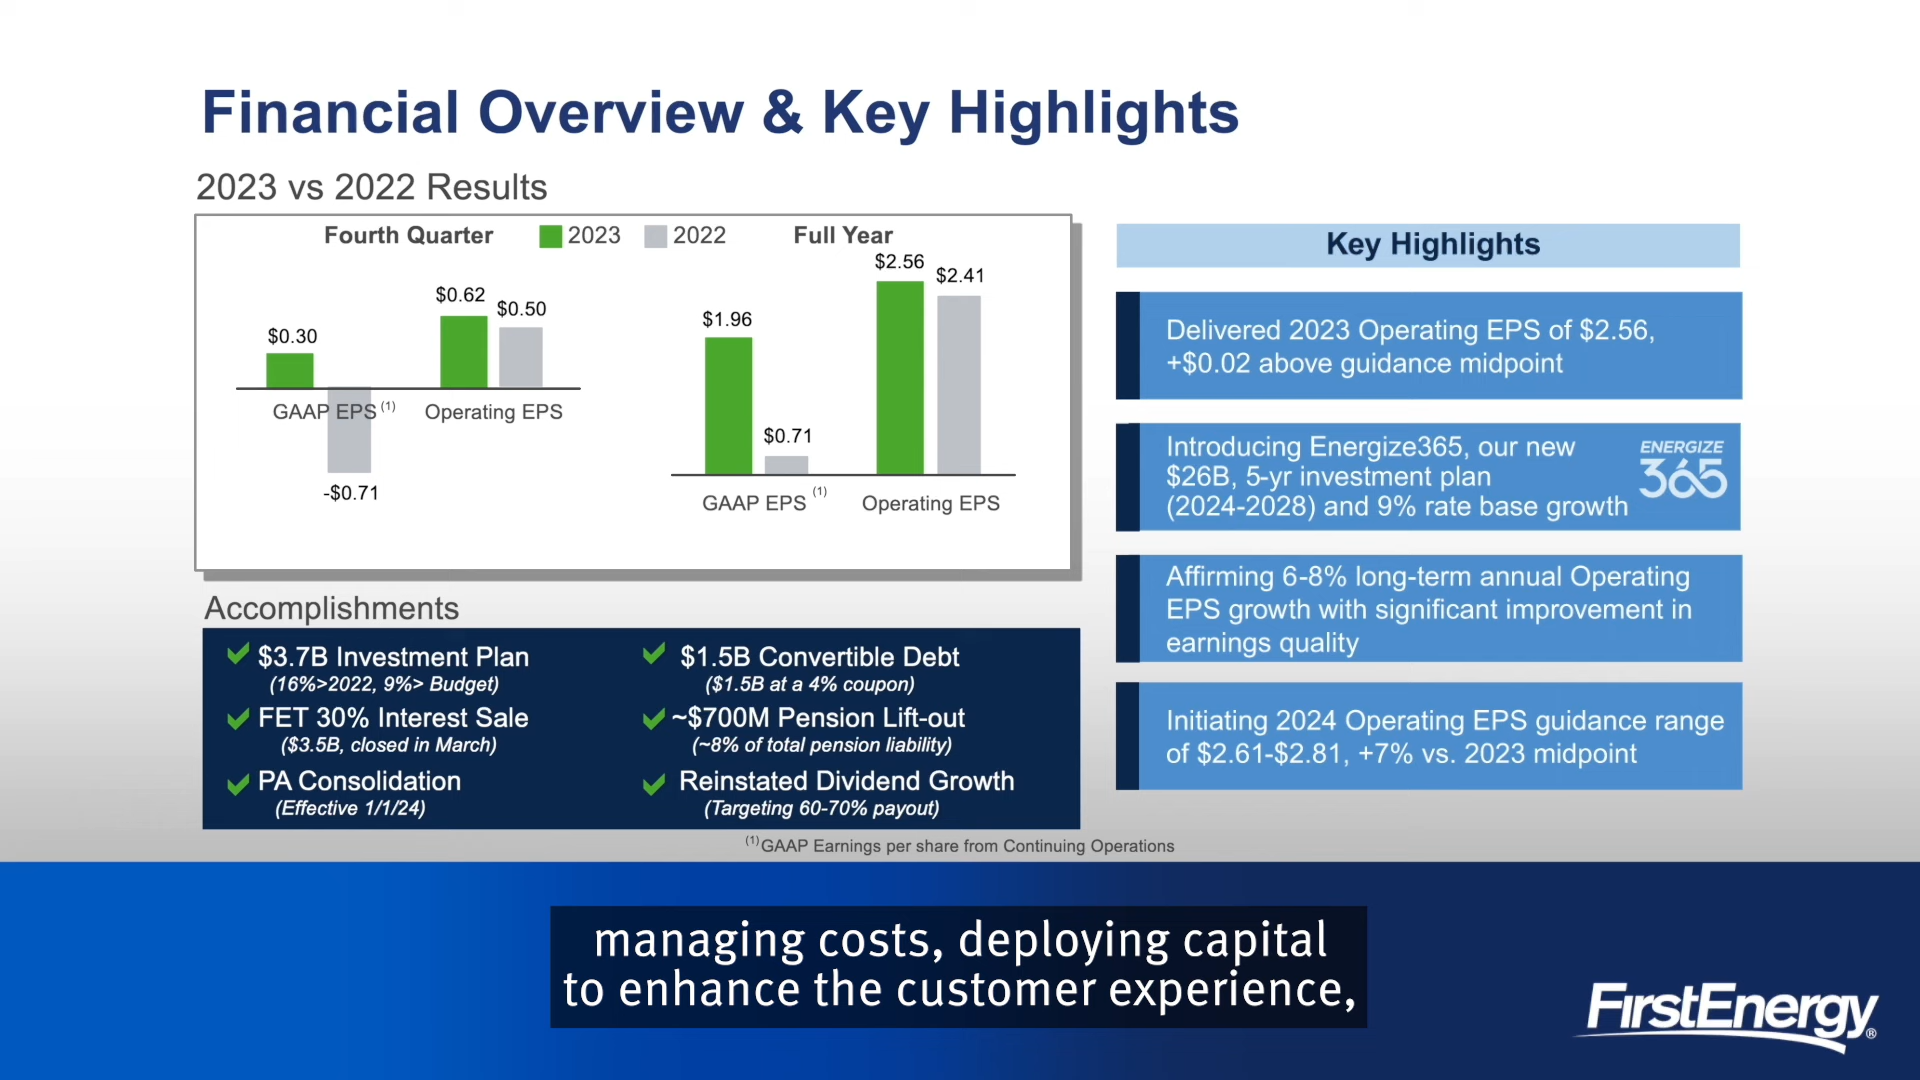 Financial Overview & Key Highlights
2023 vs 2022 Results
Fourth Quarter
2023
2022
Full Year
$0.30
-$0.71
$0.62
$0.50
GAAP EPS (1)
Operating EPS
$1.96
$0.71
$2.56
$2.41
GAAP EPS (1)
Operating EPS
Accomplishments
$3.7B Investment Plan
(16%>2022, 9%> Budget)
FET 30% Interest Sale
($3.5B, closed in March)
PA Consolidation
(Effective 1/1/24)
$1.5B Convertible Debt
($1.5B at a 4% coupon)
~$700M Pension Lift-out
(~8% of total pension liability)
Reinstated Dividend Growth
(Targeting 60-70% payout)
Key Highlights
Delivered 2023 Operating EPS of $2.56,
+$0.02 above guidance midpoint
Introducing Energize365, our new
$26B, 5-yr investment plan
(2024-2028) and 9% rate base growth
ENERGIZE
365
Affirming 6-8% long-term annual Operating
EPS growth with significant improvement in
earnings quality
Initiating 2024 Operating EPS guidance range
of $2.61-$2.81, +7% vs. 2023 midpoint
(1) GAAP Earnings per share from Continuing Operations
managing costs, deploying capital
to enhance the customer experience,
FirstEnergy®